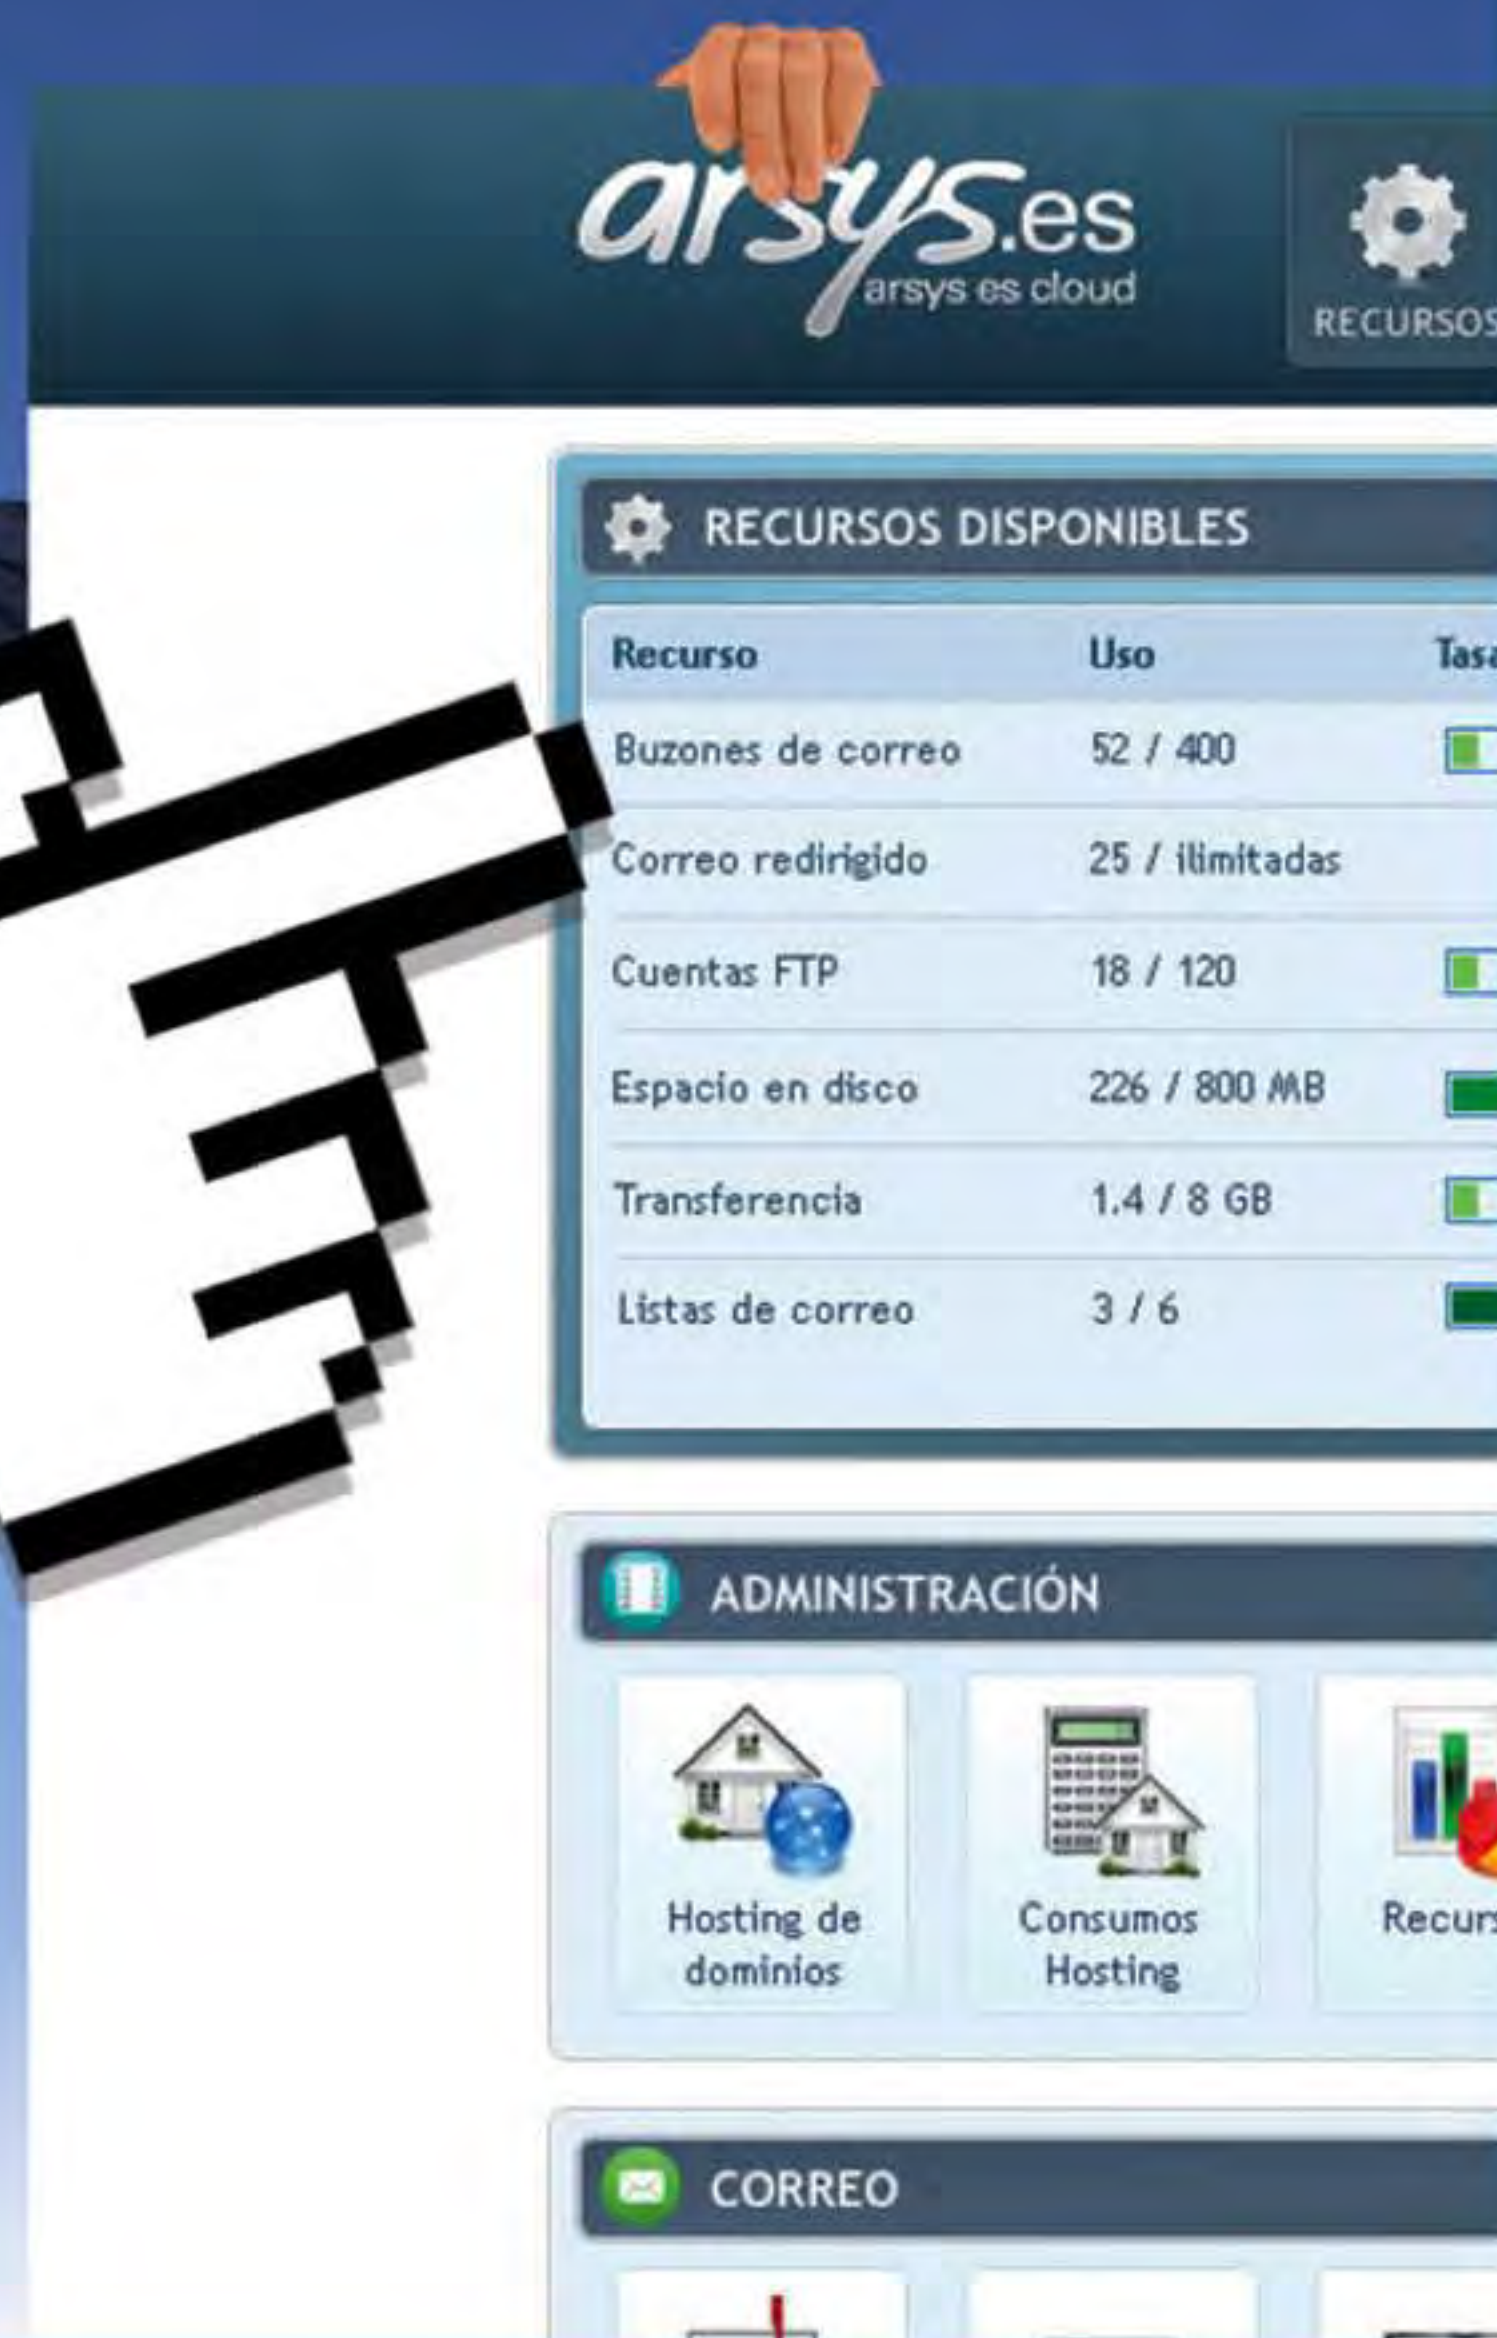 arsys.es
arsys es cloud
RECURSOS
RECURSOS DISPONIBLES
Recurso Uso Tasa
Buzones de correo 52 / 400
Correo redirigido 25 / ilimitadas
Cuentas FTP 18 / 120
Espacio en disco 226 / 800 MB
Transferencia 1.4 / 8 GB
Listas de correo 3 / 6
ADMINISTRACIÓN
Hosting de
dominios
Consumos
Hosting
Recurs
CORREO